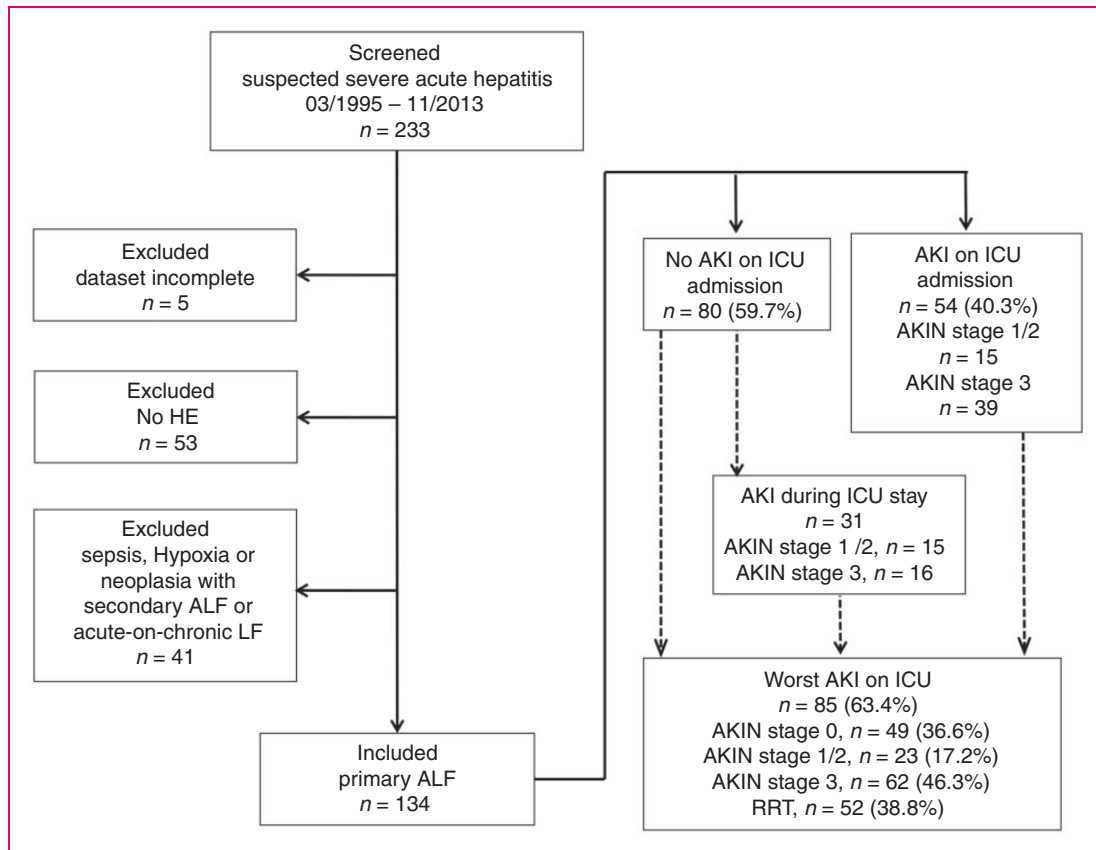 Screened
suspected severe acute hepatitis
03/1995 – 11/2013
n = 233
Excluded
dataset incomplete
n = 5
Excluded
No HE
n = 53
Excluded
sepsis, Hypoxia or
neoplasia with
secondary ALF or
acute-on-chronic LF
n = 41
Included
primary ALF
n = 134
No AKI on ICU
admission
n = 80 (59.7%)
AKI on ICU
admission
n = 54 (40.3%)
AKIN stage 1/2
n = 15
AKIN stage 3
n = 39
AKI during ICU stay
n = 31
AKIN stage 1 /2, n = 15
AKIN stage 3, n = 16
Worst AKI on ICU
n = 85 (63.4%)
AKIN stage 0, n = 49 (36.6%)
AKIN stage 1/2, n = 23 (17.2%)
AKIN stage 3, n = 62 (46.3%)
RRT, n = 52 (38.8%)